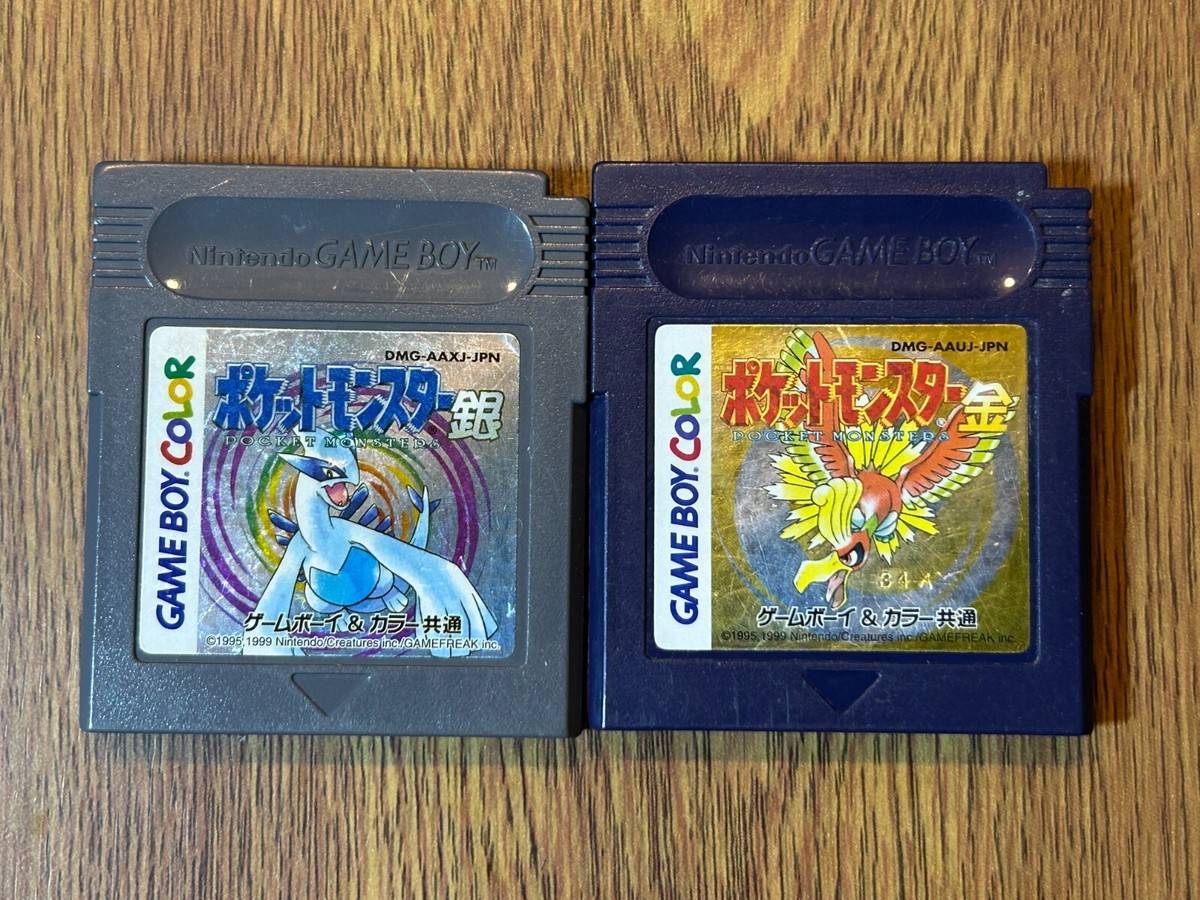 Nintendo GAME BOY TM
GAME BOY COLOR
DMG-AAXJ-JPN
ポケットモンスター® 銀
POCKET MONSTERS
ゲームボーイ & カラー共通
©1995,1999 Nintendo/Creatures inc./GAMEFREAK inc.
Nintendo GAME BOY TM
GAME BOY COLOR
DMG-AAUJ-JPN
ポケットモンスター® 金
POCKET MONSTERS
ゲームボーイ & カラー共通
©1995,1999 Nintendo/Creatures inc./GAMEFREAK inc.